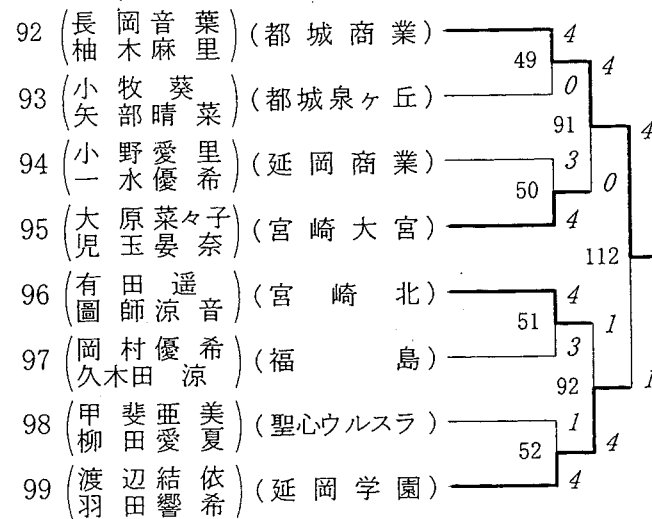 92 (長岡音葉 柚木麻里) (都城商業) 4
49 4
93 (小牧葵 矢部晴菜) (都城泉ヶ丘) 0
91 4
94 (小野愛里 一水優希) (延岡商業) 3
50 0
95 (大原菜々子 児玉晏奈) (宮崎大宮) 4
112
96 (有田遥 圖師涼音) (宮崎北) 4
51 1
97 (岡村優希 久木田涼) (福島) 3
92 1
98 (甲斐亜美 柳田愛夏) (聖心ウルスラ) 1
52 4
99 (渡辺結依 羽田響希) (延岡学園) 4